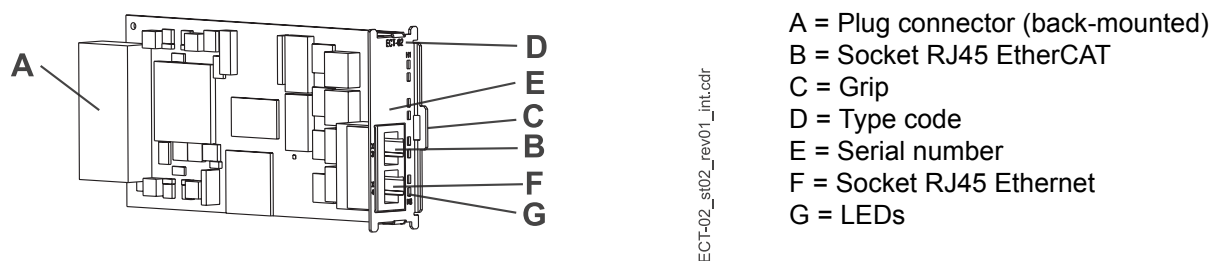 A
ECT-02
D
E
C
B
F
G
ECT-02_st02_rev01_int.cdr
A = Plug connector (back-mounted)
B = Socket RJ45 EtherCAT
C = Grip
D = Type code
E = Serial number
F = Socket RJ45 Ethernet
G = LEDs